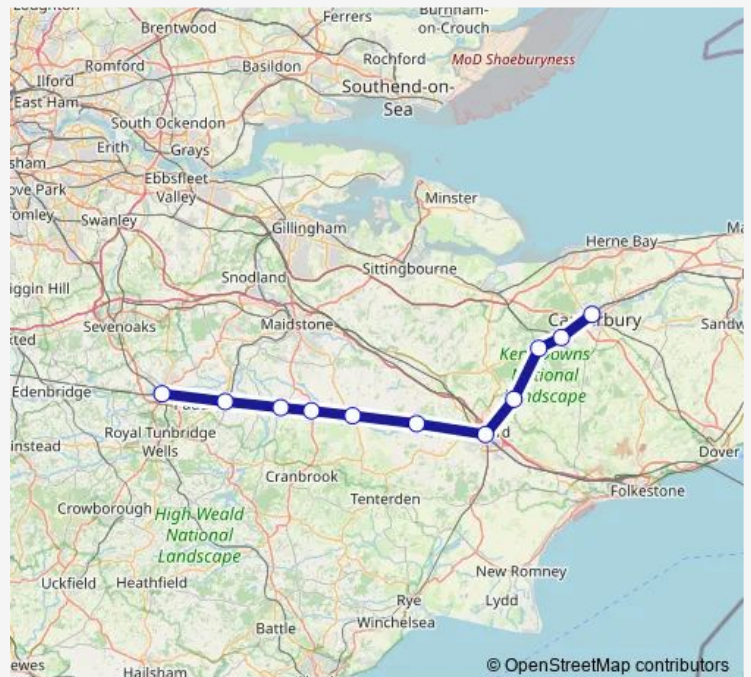 Ferrers
Burnham-
on-Crouch
Brentwood
Romford
Basildon
Rochford
MoD Shoeburyness
Ilford
Southend-on-
Sea
East Ham
South Ockendon
Erith
Grays
Ebbsfleet
Valley
Swanley
Minster
Gillingham
Herne Bay
Snodland
Sittingbourne
iggin Hill
Sevenoaks
Maidstone
Sandw
Kent Downs
National
Edenbridge
Royal Tunbridge
Wells
Dover
Cranbrook
Tenterden
Folkestone
Crowborough
High Weald
National
Landscape
Uckfield
Heathfield
New Romney
Rye
Lydd
Winchelsea
Battle
Hailsham
© OpenStreetMap contributors